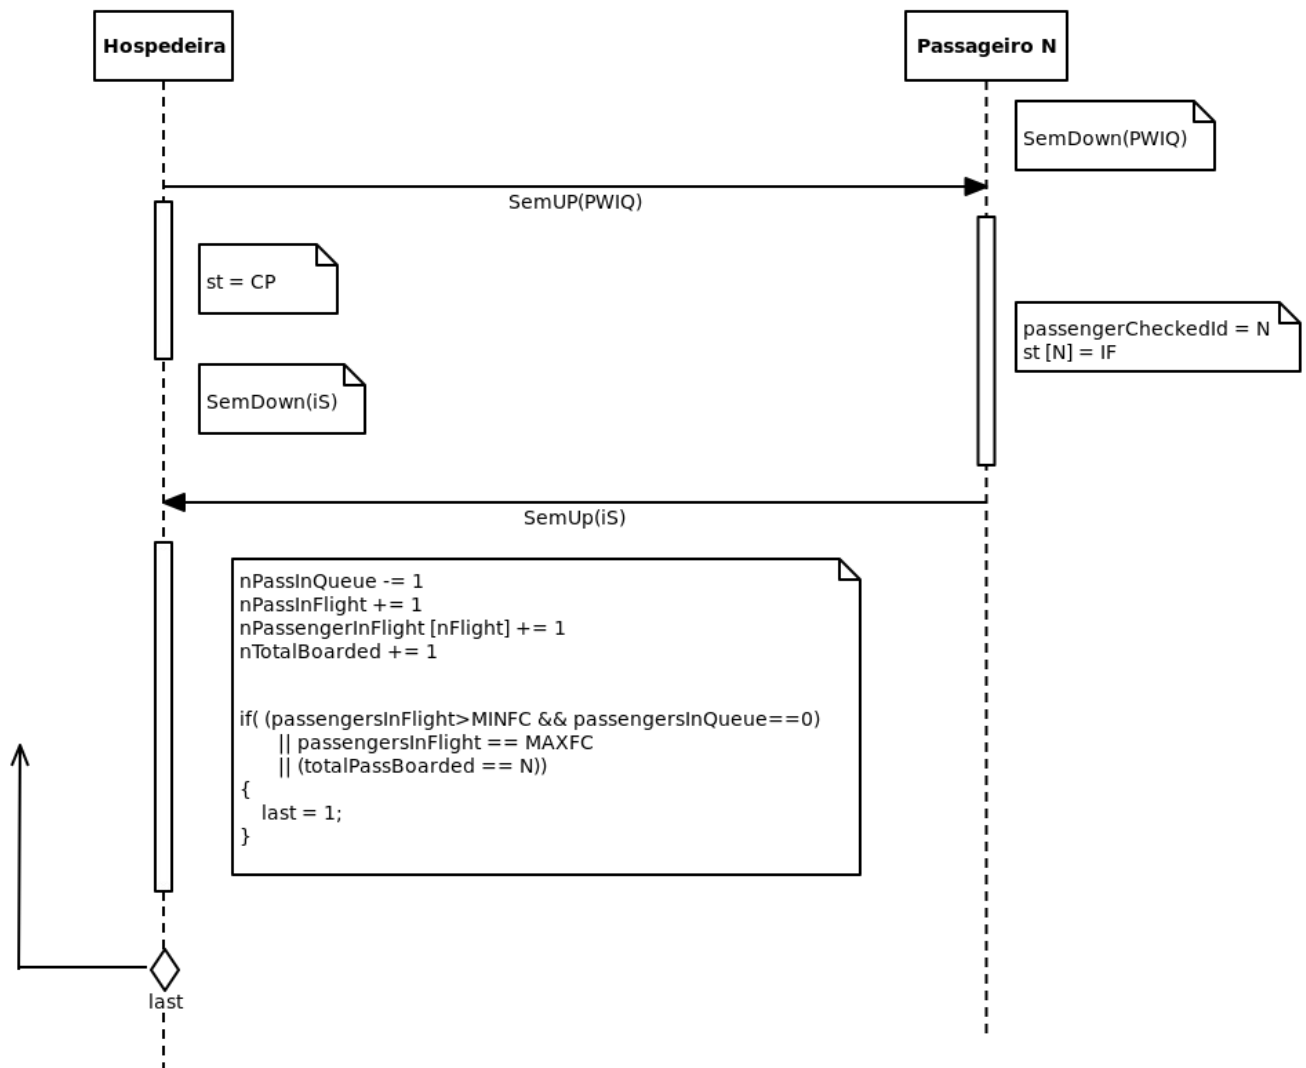 Hospedeira
Passageiro N
SemDown(PWIQ)
SemUP(PWIQ)
st = CP
passengerCheckedId = N
st [N] = IF
SemDown(iS)
SemUp(iS)
nPassInQueue -= 1
nPassInFlight += 1
nPassengerInFlight [nFlight] += 1
nTotalBoarded += 1
if( (passengersInFlight>MINFC && passengersInQueue==0)
|| passengersInFlight == MAXFC
|| (totalPassBoarded == N))
{
last = 1;
}
last